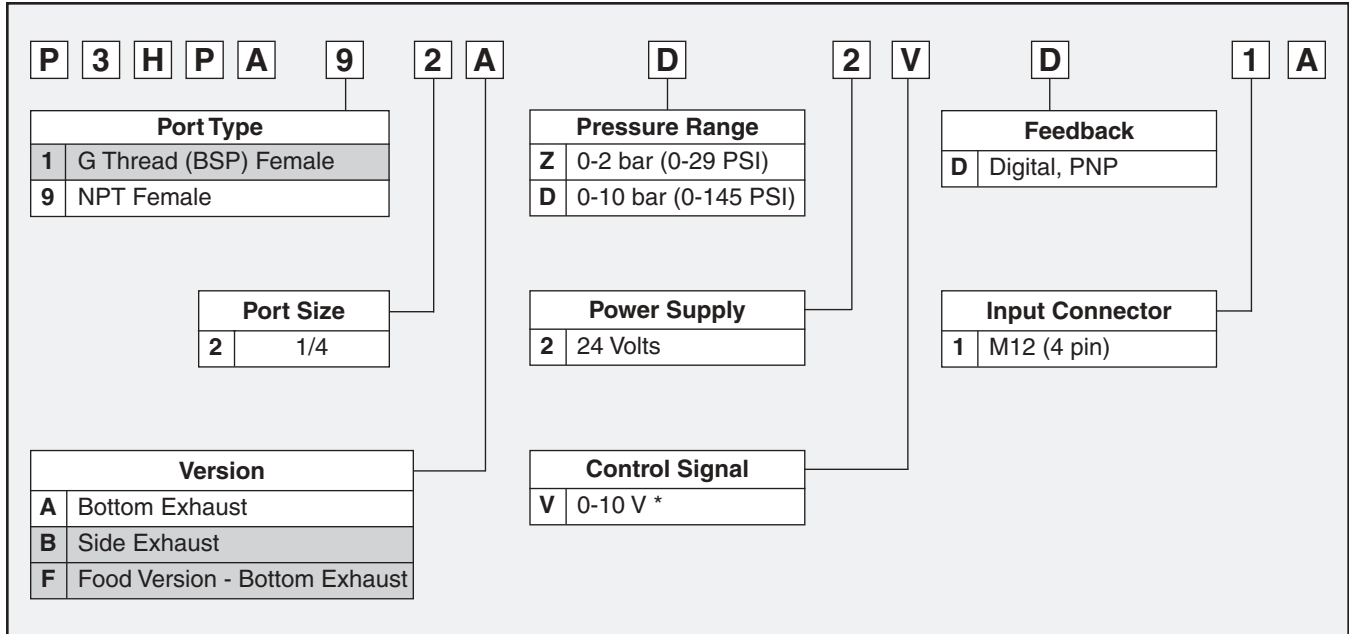 P 3 H P A 9 2 A D 2 V D 1 A
Port Type
1 G Thread (BSP) Female
9 NPT Female
Port Size
2 1/4
Version
A Bottom Exhaust
B Side Exhaust
F Food Version - Bottom Exhaust
Pressure Range
Z 0-2 bar (0-29 PSI)
D 0-10 bar (0-145 PSI)
Power Supply
2 24 Volts
Control Signal
V 0-10 V *
Feedback
D Digital, PNP
Input Connector
1 M12 (4 pin)